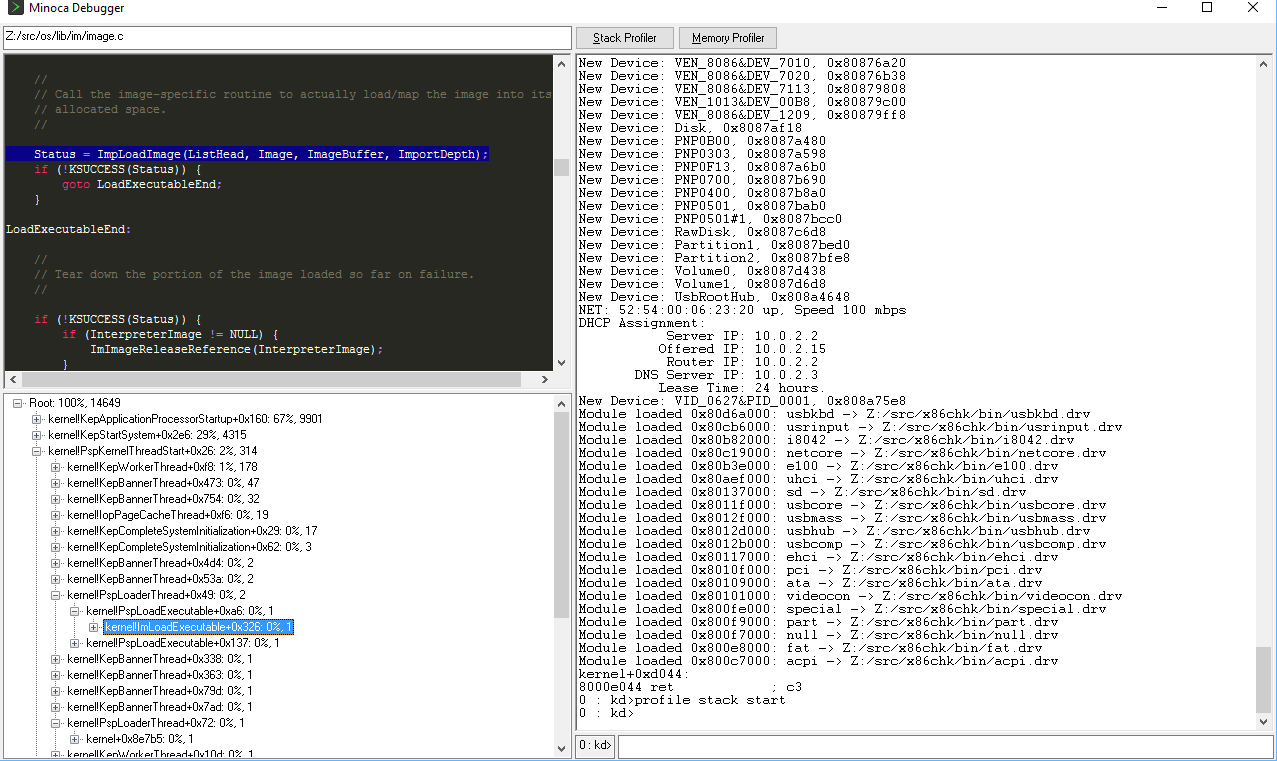 Minoca Debugger
Z:/src/os/lib/im/image.c
Stack Profiler
Memory Profiler
//
// Call the image-specific routine to actually load/map the image into its
// allocated space.
//
Status = ImpLoadImage(ListHead, Image, ImageBuffer, ImportDepth);
if (!KSUCCESS(Status)) {
goto LoadExecutableEnd;
}
LoadExecutableEnd:
//
// Tear down the portion of the image loaded so far on failure.
//
if (!KSUCCESS(Status)) {
if (InterpreterImage != NULL) {
ImImageReleaseReference(InterpreterImage);
}
Root: 100%, 14649
kernel!KepApplicationProcessorStartup+0x160: 67%, 9901
kernel!KepStartSystem+0x2e6: 29%, 4315
kernel!PspKernelThreadStart+0x26: 2%, 314
kernel!KepWorkerThread+0xf8: 1%, 178
kernel!KepBannerThread+0x473: 0%, 47
kernel!KepBannerThread+0x754: 0%, 32
kernel!IopPageCacheThread+0xf6: 0%, 19
kernel!KepCompleteSystemInitialization+0x29: 0%, 17
kernel!KepCompleteSystemInitialization+0x62: 0%, 3
kernel!KepBannerThread+0x4d4: 0%, 2
kernel!KepBannerThread+0x53a: 0%, 2
kernel!PspLoaderThread+0x49: 0%, 2
kernel!PspLoadExecutable+0xa6: 0%, 1
kernel!ImLoadExecutable+0x326: 0%, 1
kernel!PspLoadExecutable+0x137: 0%, 1
kernel!KepBannerThread+0x338: 0%, 1
kernel!KepBannerThread+0x363: 0%, 1
kernel!KepBannerThread+0x79d: 0%, 1
kernel!KepBannerThread+0x7ad: 0%, 1
kernel!PspLoaderThread+0x72: 0%, 1
kernel+0x8e7b5: 0%, 1
kernel!KepWorkerThread+0x10d: 0%, 1
New Device: VEN_8086&DEV_7010, 0x80876a20
New Device: VEN_8086&DEV_7020, 0x80876b38
New Device: VEN_8086&DEV_7113, 0x80879808
New Device: VEN_1013&DEV_00B8, 0x80879c00
New Device: VEN_8086&DEV_1209, 0x80879ff8
New Device: Disk, 0x8087af18
New Device: PNP0B00, 0x8087a480
New Device: PNP0303, 0x8087a598
New Device: PNP0F13, 0x8087a6b0
New Device: PNP0700, 0x8087b690
New Device: PNP0400, 0x8087b8a0
New Device: PNP0501, 0x8087bab0
New Device: PNP0501#1, 0x8087bcc0
New Device: RawDisk, 0x8087c6d8
New Device: Partition1, 0x8087bed0
New Device: Partition2, 0x8087bfe8
New Device: Volume0, 0x8087d438
New Device: Volume1, 0x8087d6d8
New Device: UsbRootHub, 0x808a4648
NET: 52:54:00:06:23:20 up, Speed 100 mbps
DHCP Assignment:
Server IP: 10.0.2.2
Offered IP: 10.0.2.15
Router IP: 10.0.2.2
DNS Server IP: 10.0.2.3
Lease Time: 24 hours.
New Device: VID_0627&PID_0001, 0x808a75e8
Module loaded 0x80d6a000: usbkbd -> Z:/src/x86chk/bin/usbkbd.drv
Module loaded 0x80cb6000: usrinput -> Z:/src/x86chk/bin/usrinput.drv
Module loaded 0x80b82000: i8042 -> Z:/src/x86chk/bin/i8042.drv
Module loaded 0x80c19000: netcore -> Z:/src/x86chk/bin/netcore.drv
Module loaded 0x80b3e000: e100 -> Z:/src/x86chk/bin/e100.drv
Module loaded 0x80aef000: uhci -> Z:/src/x86chk/bin/uhci.drv
Module loaded 0x80137000: sd -> Z:/src/x86chk/bin/sd.drv
Module loaded 0x8011f000: usbcore -> Z:/src/x86chk/bin/usbcore.drv
Module loaded 0x8012f000: usbmass -> Z:/src/x86chk/bin/usbmass.drv
Module loaded 0x8012d000: usbhub -> Z:/src/x86chk/bin/usbhub.drv
Module loaded 0x8012b000: usbcomp -> Z:/src/x86chk/bin/usbcomp.drv
Module loaded 0x80117000: ehci -> Z:/src/x86chk/bin/ehci.drv
Module loaded 0x8010f000: pci -> Z:/src/x86chk/bin/pci.drv
Module loaded 0x80109000: ata -> Z:/src/x86chk/bin/ata.drv
Module loaded 0x80101000: videocon -> Z:/src/x86chk/bin/videocon.drv
Module loaded 0x800fe000: special -> Z:/src/x86chk/bin/special.drv
Module loaded 0x800f9000: part -> Z:/src/x86chk/bin/part.drv
Module loaded 0x800f7000: null -> Z:/src/x86chk/bin/null.drv
Module loaded 0x800e8000: fat -> Z:/src/x86chk/bin/fat.drv
Module loaded 0x800c7000: acpi -> Z:/src/x86chk/bin/acpi.drv
kernel+0xd044:
8000e044 ret ; c3
0 : kd>profile stack start
0 : kd>
0: kd>